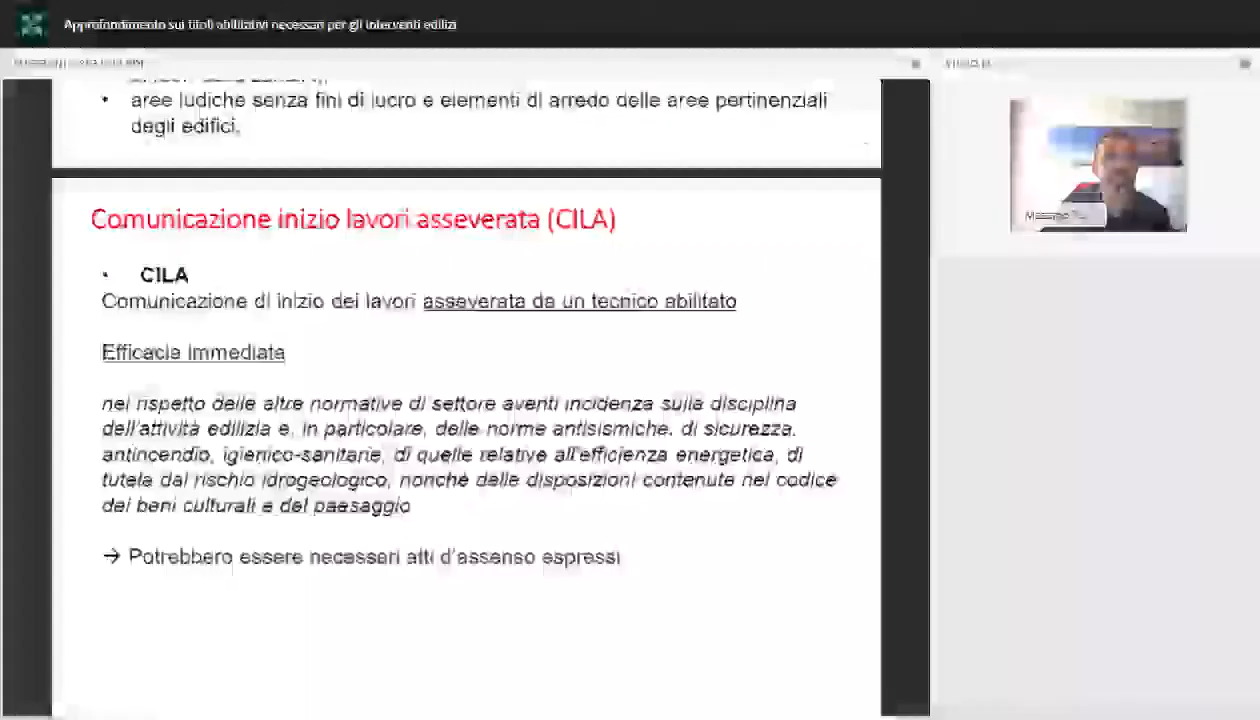 Approfondimento sui titoli abilitativi necessari per gli interventi edilizi
aree ludiche senza fini di lucro e elementi di arredo delle aree pertinenziali
degli edifici.
Comunicazione inizio lavori asseverata (CILA)
• CILA
Comunicazione di inizio dei lavori asseverata da un tecnico abilitato
Efficacia immediata
nel rispetto delle altre normative di settore aventi incidenza sulla disciplina
dell'attività edilizia e, in particolare, delle norme antisismiche, di sicurezza,
antincendio, igienico-sanitarie, di quelle relative all'efficienza energetica, di
tutela dal rischio idrogeologico, nonché delle disposizioni contenute nel codice
dei beni culturali e del paesaggio
→ Potrebbero essere necessari atti d'assenso espressi